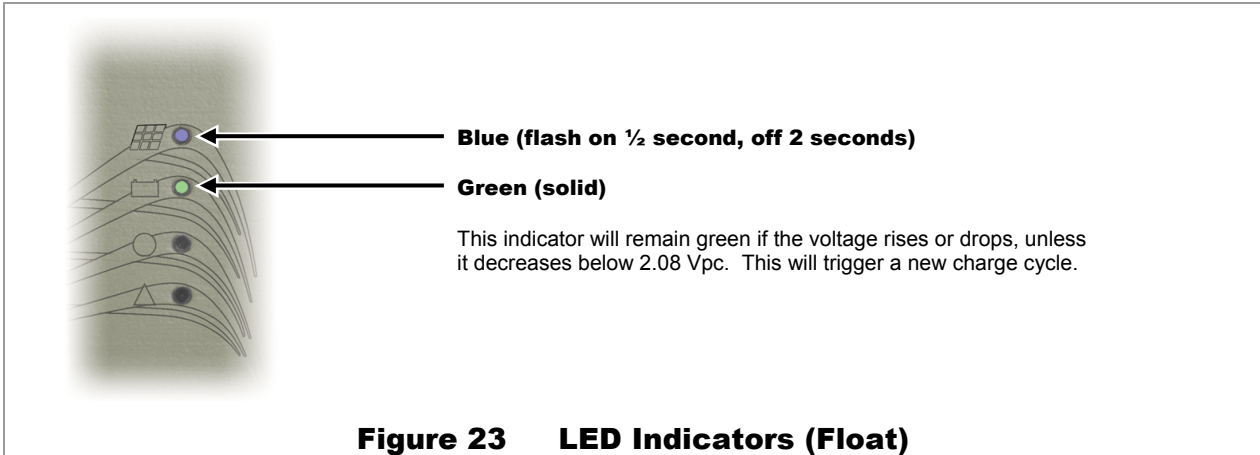 Blue (flash on ½ second, off 2 seconds)
Green (solid)
This indicator will remain green if the voltage rises or drops, unless
it decreases below 2.08 Vpc.  This will trigger a new charge cycle.
Figure 23 LED Indicators (Float)